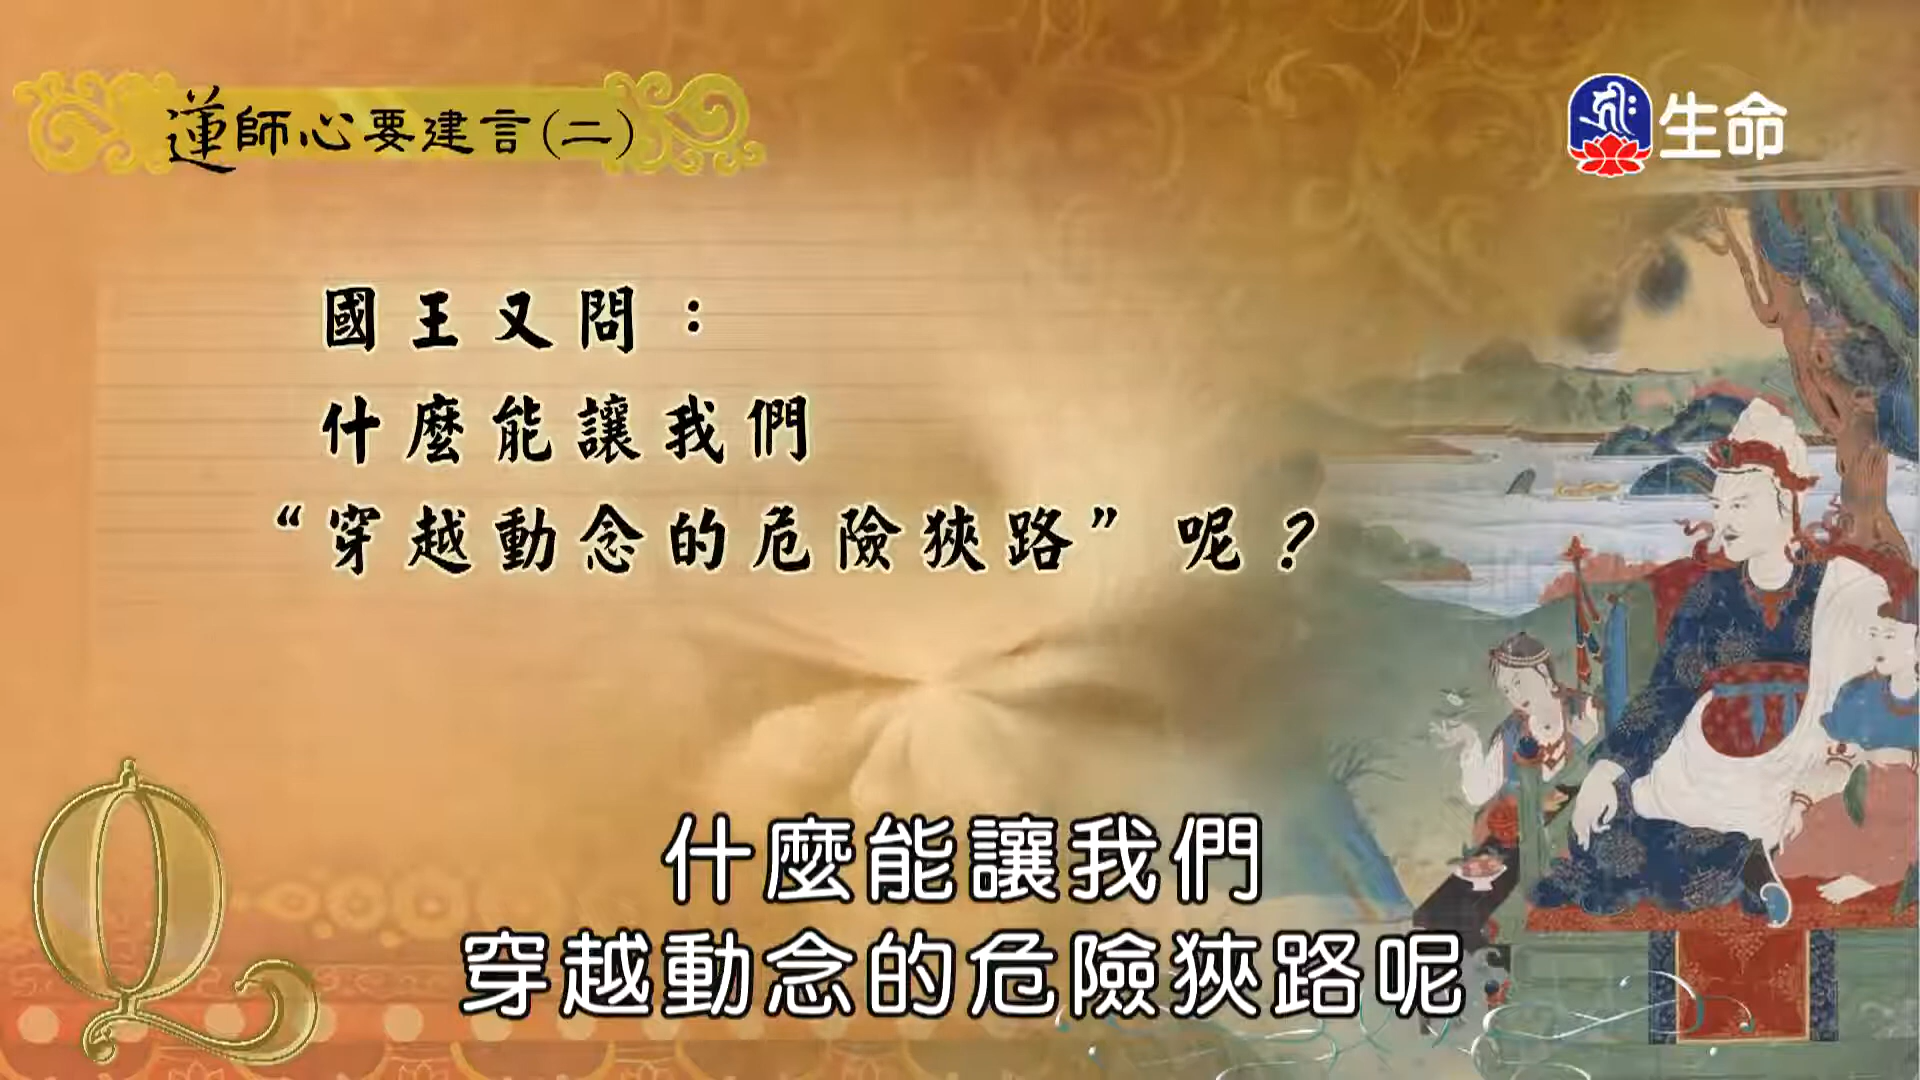 蓮師心要建言(二)
生命
國王又問：
什麼能讓我們
“穿越動念的危險狹路”呢？
Q
什麼能讓我們
穿越動念的危險狹路呢